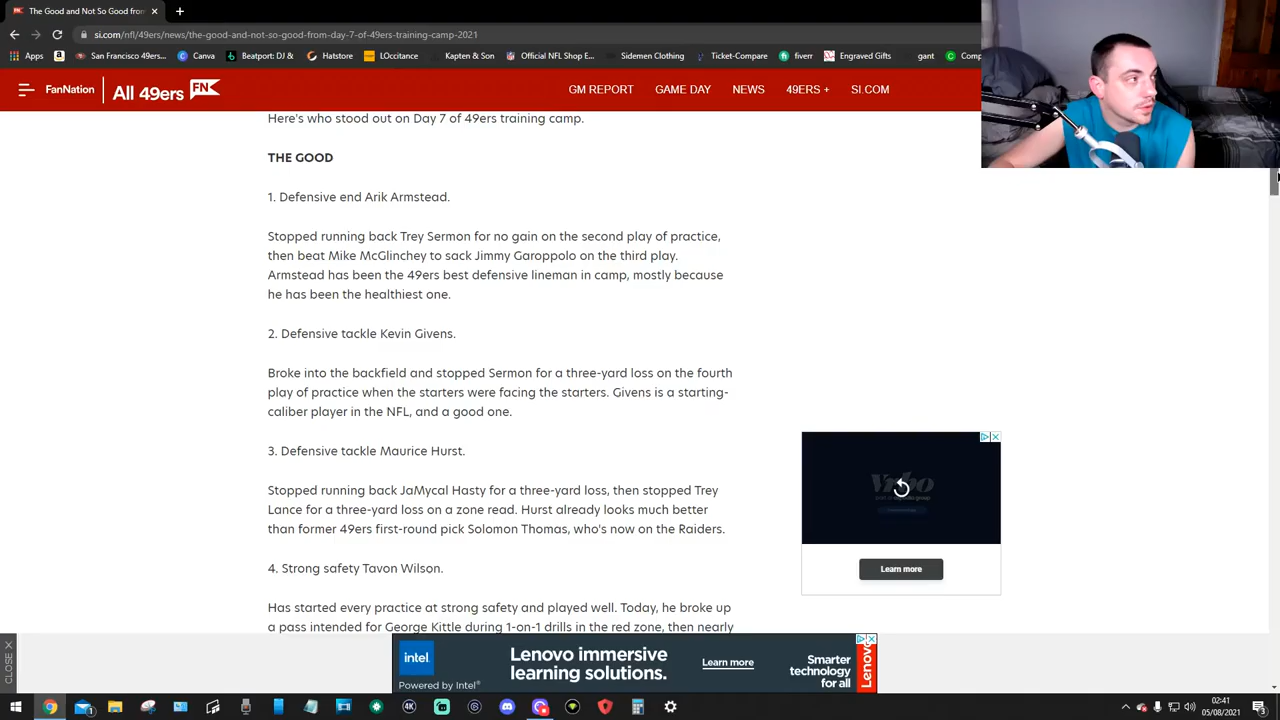 The Good and Not So Good from
si.com/nfl/49ers/news/the-good-and-not-so-good-from-day-7-of-49ers-training-camp-2021
Apps San Francisco 49ers... Canva Beatport: DJ & Hatstore LOccitane Kapten & Son Official NFL Shop E... Sidemen Clothing Ticket-Compare fiverr Engraved Gifts gant Comp
FanNation All 49ers FN GM REPORT GAME DAY NEWS 49ERS + SI.COM
Here's who stood out on Day 7 of 49ers training camp.
THE GOOD
1. Defensive end Arik Armstead.
Stopped running back Trey Sermon for no gain on the second play of practice,
then beat Mike McGlinchey to sack Jimmy Garoppolo on the third play.
Armstead has been the 49ers best defensive lineman in camp, mostly because
he has been the healthiest one.
2. Defensive tackle Kevin Givens.
Broke into the backfield and stopped Sermon for a three-yard loss on the fourth
play of practice when the starters were facing the starters. Givens is a starting-
caliber player in the NFL, and a good one.
3. Defensive tackle Maurice Hurst.
Stopped running back JaMycal Hasty for a three-yard loss, then stopped Trey
Lance for a three-yard loss on a zone read. Hurst already looks much better
than former 49ers first-round pick Solomon Thomas, who's now on the Raiders.
4. Strong safety Tavon Wilson.
Has started every practice at strong safety and played well. Today, he broke up
a pass intended for George Kittle during 1-on-1 drills in the red zone, then nearly
Vrbo
Learn more
CLOSE X
intel.
Powered by Intel®
Lenovo immersive
learning solutions.
Learn more
Smarter
technology
for all
Lenovo
02:41
05/08/2021